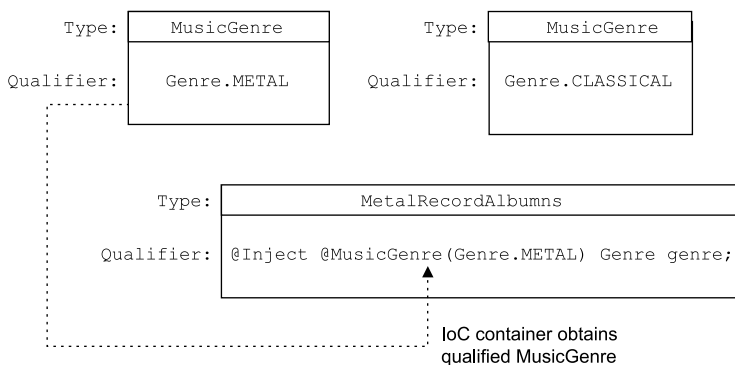 Type: MusicGenre Type: MusicGenre
Qualifier: Genre.METAL Qualifier: Genre.CLASSICAL
Type: MetalRecordAlbumns
Qualifier: @Inject @MusicGenre(Genre.METAL) Genre genre;
IoC container obtains
qualified MusicGenre